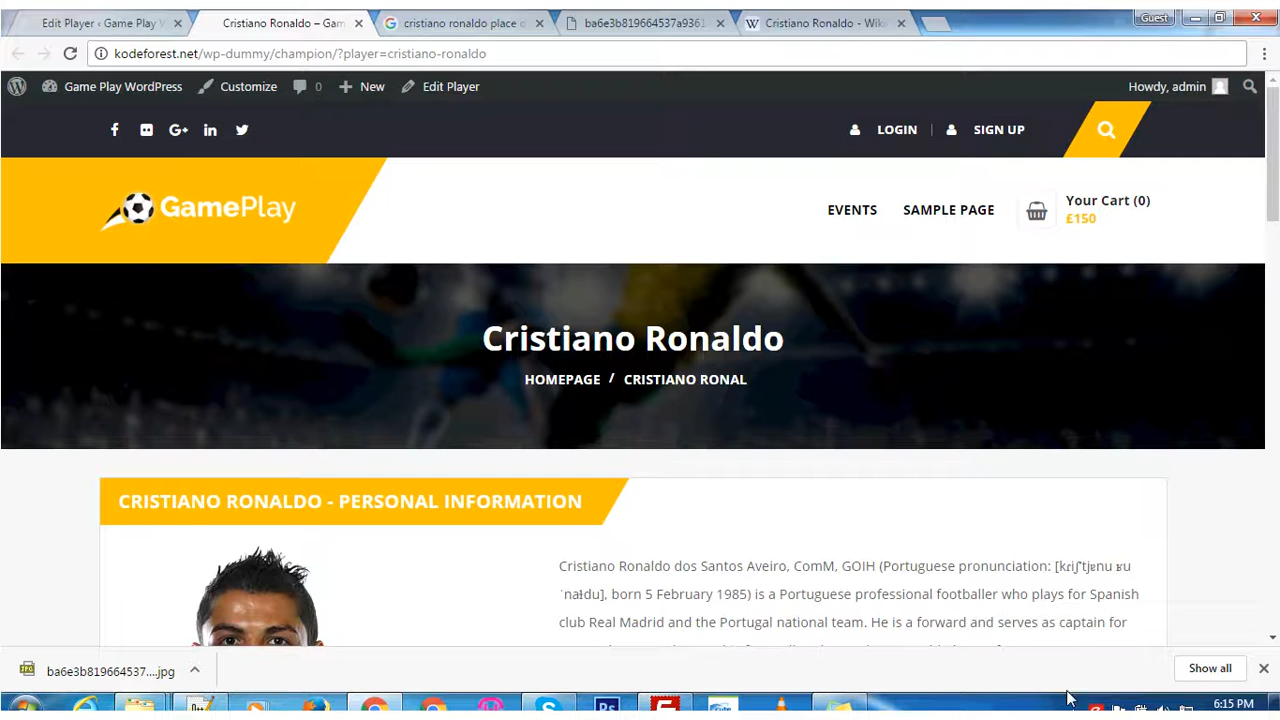 Edit Player ‹ Game Play W
Cristiano Ronaldo – Gam
cristiano ronaldo place o
ba6e3b819664537a9361
Cristiano Ronaldo - Wik
Guest
kodeforest.net/wp-dummy/champion/?player=cristiano-ronaldo
Game Play WordPress
Customize
0
New
Edit Player
Howdy, admin
LOGIN
SIGN UP
GamePlay
EVENTS
SAMPLE PAGE
Your Cart (0)
£150
Cristiano Ronaldo
HOMEPAGE / CRISTIANO RONAL
CRISTIANO RONALDO - PERSONAL INFORMATION
Cristiano Ronaldo dos Santos Aveiro, ComM, GOIH (Portuguese pronunciation: [kɾiʃˈtjɐnu ʁu
ˈnaɫdu], born 5 February 1985) is a Portuguese professional footballer who plays for Spanish
club Real Madrid and the Portugal national team. He is a forward and serves as captain for
ba6e3b819664537....jpg
Show all
6:15 PM